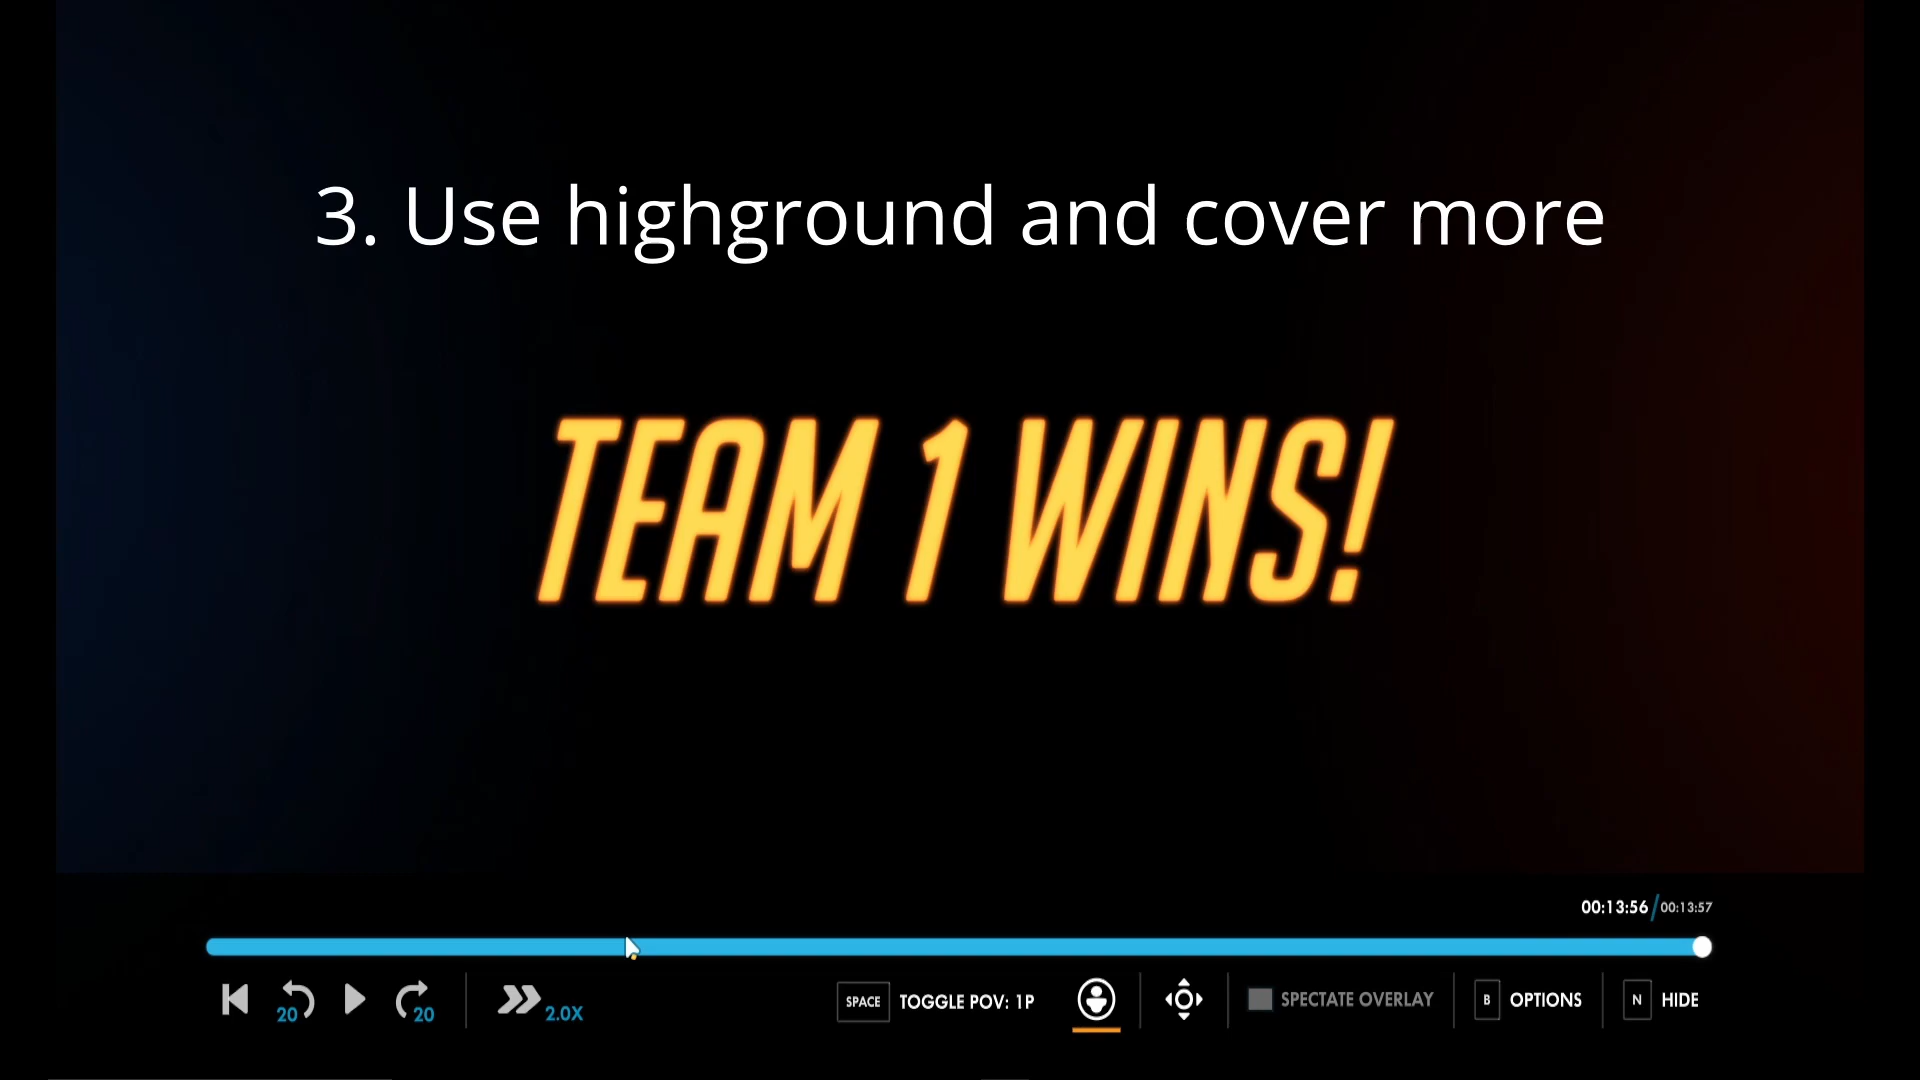 3. Use highground and cover more
TEAM 1 WINS!
00:13:56/00:13:57
20
20
2.0X
SPACE TOGGLE POV: 1P
SPECTATE OVERLAY
B OPTIONS
N HIDE